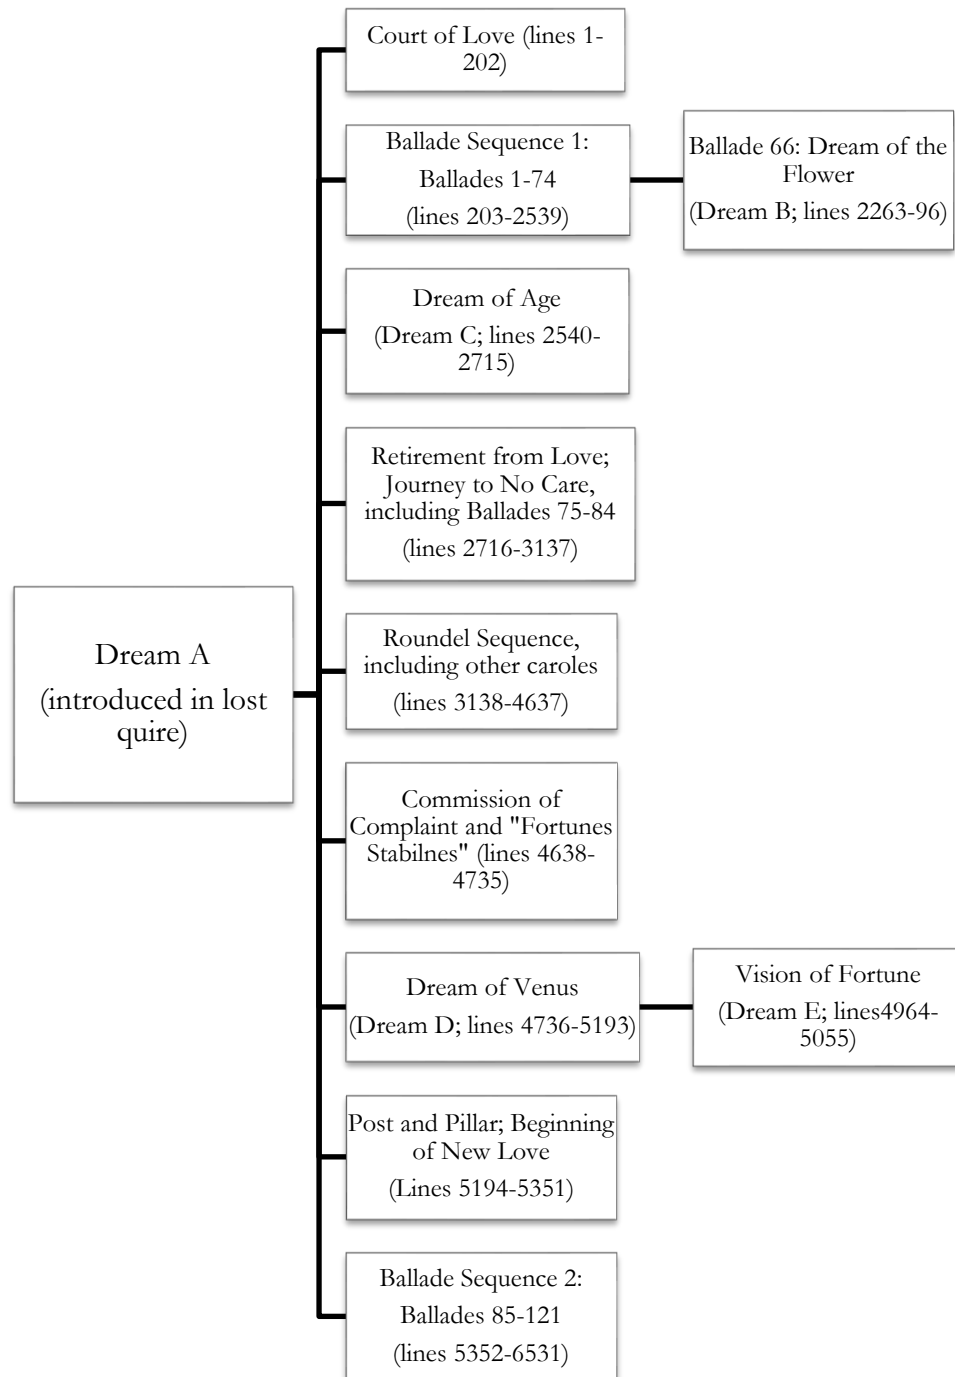 Court of Love (lines 1-
202)
Ballade Sequence 1:
Ballades 1-74
(lines 203-2539)
Ballade 66: Dream of the
Flower
(Dream B; lines 2263-96)
Dream of Age
(Dream C; lines 2540-
2715)
Retirement from Love;
Journey to No Care,
including Ballades 75-84
(lines 2716-3137)
Dream A
(introduced in lost
quire)
Roundel Sequence,
including other caroles
(lines 3138-4637)
Commission of
Complaint and "Fortunes
Stabilnes" (lines 4638-
4735)
Dream of Venus
(Dream D; lines 4736-5193)
Vision of Fortune
(Dream E; lines4964-
5055)
Post and Pillar; Beginning
of New Love
(Lines 5194-5351)
Ballade Sequence 2:
Ballades 85-121
(lines 5352-6531)